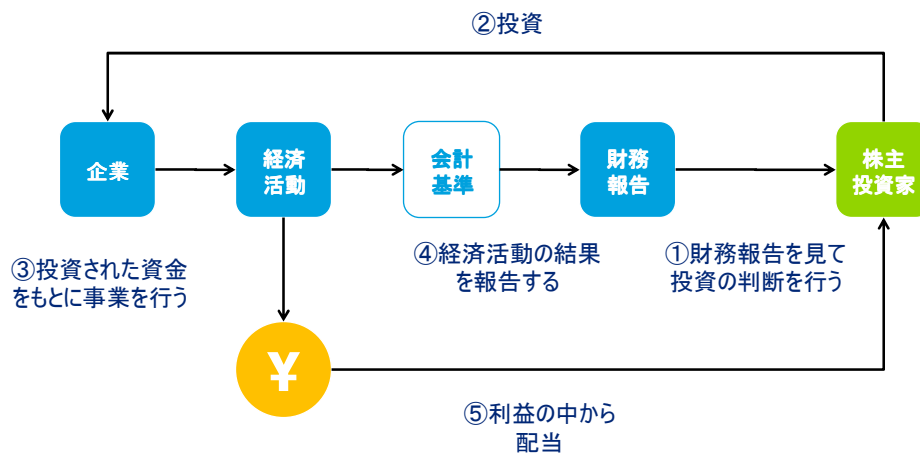 ②投資
企業
経済
活動
会計
基準
財務
報告
株主
投資家
③投資された資金
をもとに事業を行う
④経済活動の結果
を報告する
①財務報告を見て
投資の判断を行う
¥
⑤利益の中から
配当